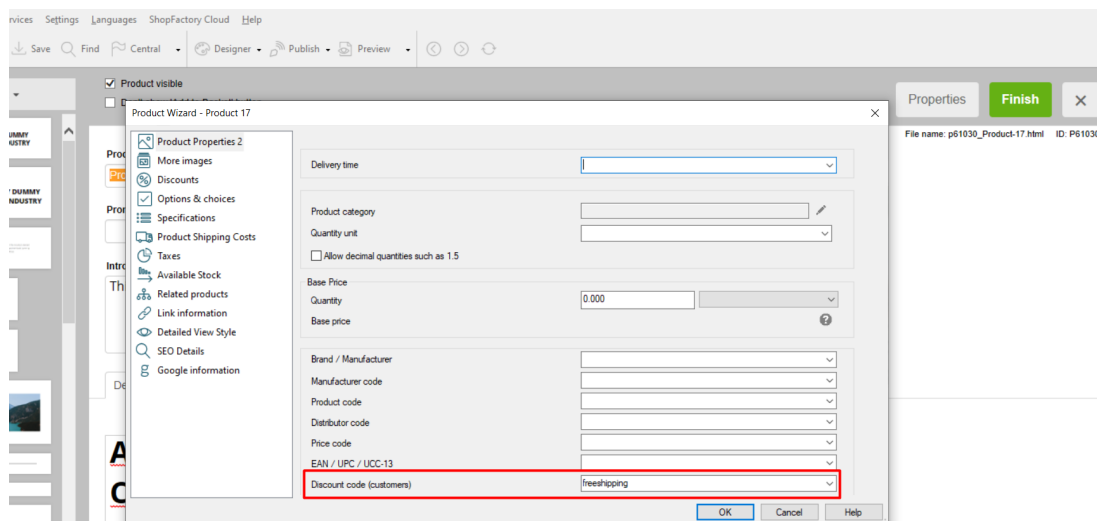 Settings Languages ShopFactory Cloud Help
Save Find Central Designer Publish Preview
Product visible
Properties Finish
Product Wizard - Product 17
File name: p61030_Product-17.html ID: P61030
Product Properties 2
More images
Discounts
Options & choices
Specifications
Product Shipping Costs
Taxes
Available Stock
Related products
Link information
Detailed View Style
SEO Details
Google information
Delivery time
Product category
Quantity unit
Allow decimal quantities such as 1.5
Base Price
Quantity 0.000
Base price
Brand / Manufacturer
Manufacturer code
Product code
Distributor code
Price code
EAN / UPC / UCC-13
Discount code (customers) freeshipping
OK Cancel Help
DUMMY